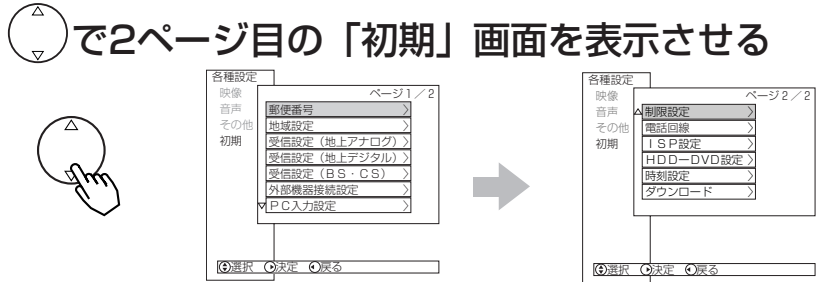 で2ページ目の「初期」画面を表示させる
各種設定
映像
音声
その他
初期
ページ1／2
郵便番号
地域設定
受信設定（地上アナログ）
受信設定（地上デジタル）
受信設定（BS・CS）
外部機器接続設定
PC入力設定
選択 決定 戻る
各種設定
映像
音声
その他
初期
ページ2／2
制限設定
電話回線
ISP設定
HDD－DVD設定
時刻設定
ダウンロード
選択 決定 戻る